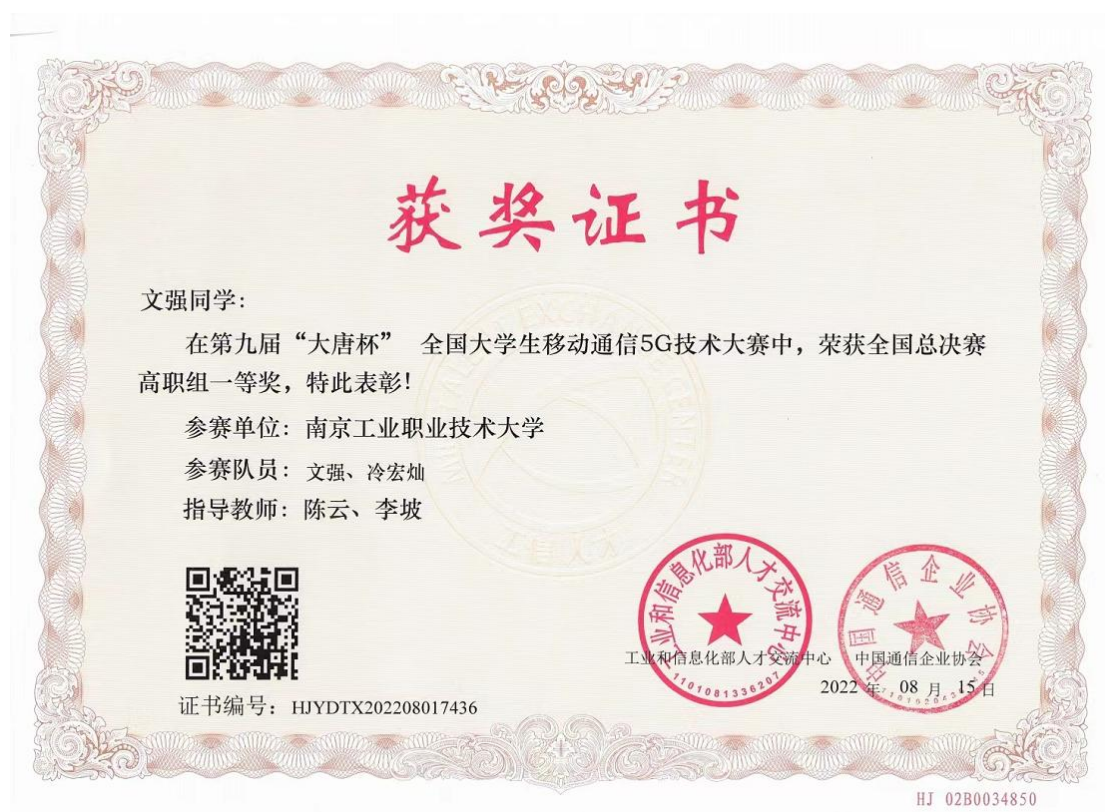 获奖证书
文强同学：
在第九届“大唐杯” 全国大学生移动通信5G技术大赛中，荣获全国总决赛
高职组一等奖，特此表彰！
参赛单位：南京工业职业技术大学
参赛队员：文强、冷宏灿
指导教师：陈云、李坡
工业和信息化部人才交流中心
1101081336207
中国通信企业协会
工业和信息化部人才交流中心 中国通信企业协会
2022 年 08 月 15 日
证书编号：HJYDTX202208017436
HJ 02B0034850